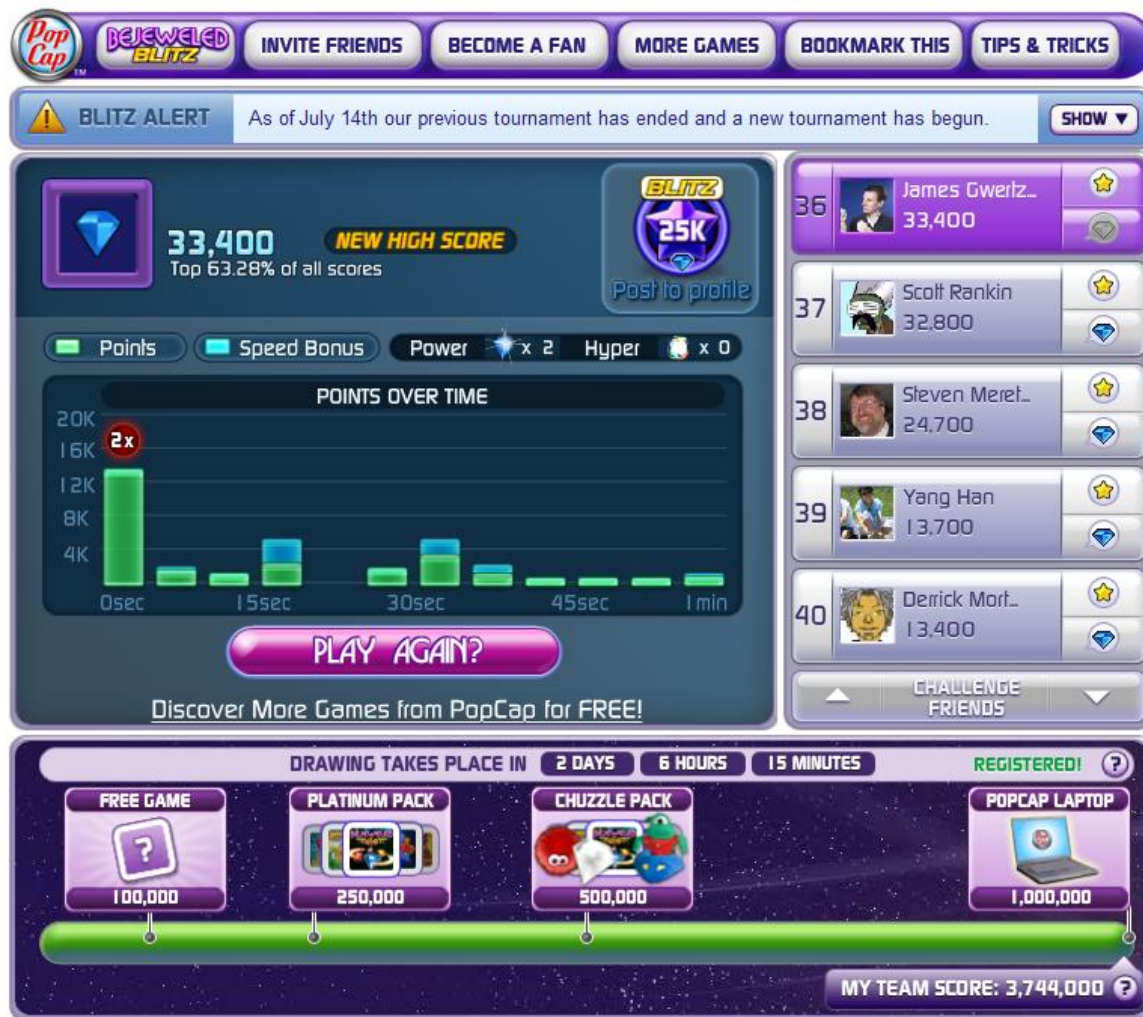 Pop
Cap
TM
BEJEWELED
BLITZ
INVITE FRIENDS
BECOME A FAN
MORE GAMES
BOOKMARK THIS
TIPS & TRICKS
BLITZ ALERT
As of July 14th our previous tournament has ended and a new tournament has begun.
SHOW
33,400
NEW HIGH SCORE
Top 63.28% of all scores
BLITZ
25K
Post to profile
Points
Speed Bonus
Power x 2 Hyper x 0
POINTS OVER TIME
20K
16K
12K
8K
4K
2x
0sec 15sec 30sec 45sec 1min
PLAY AGAIN?
Discover More Games from PopCap for FREE!
36
James Gwertz...
33,400
37
Scott Rankin
32,800
38
Steven Meret...
24,700
39
Yang Han
13,700
40
Derrick Mort...
13,400
CHALLENGE
FRIENDS
DRAWING TAKES PLACE IN 2 DAYS 6 HOURS 15 MINUTES REGISTERED! ?
FREE GAME
?
100,000
PLATINUM PACK
250,000
CHUZZLE PACK
500,000
POPCAP LAPTOP
1,000,000
MY TEAM SCORE: 3,744,000 ?